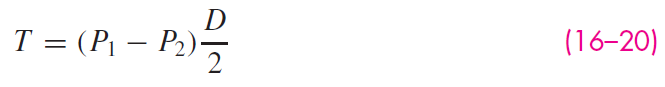 T = (P₁ − P₂) D/2 (16–20)